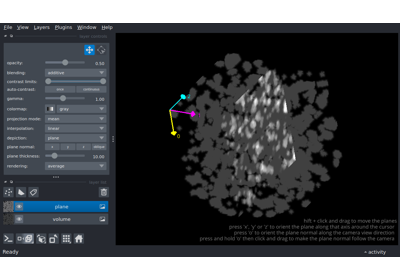 File View Layers Plugins Window Help
opacity: 0.50
blending: additive
contrast limits:
auto-contrast: once continuous
gamma: 1.00
colormap: gray
projection mode: mean
interpolation: linear
depiction: plane
plane normal: x y z oblique
plane thickness: 10.00
rendering: average
plane
volume
shift = click and drag to move the planes
press 'x', 'y' or 'z' to orient the plane along that axis around the cursor
press 'o' to orient the plane normal along the camera view direction
press and hold 'o' then click and drag to make the plane normal follow the camera
Ready activity